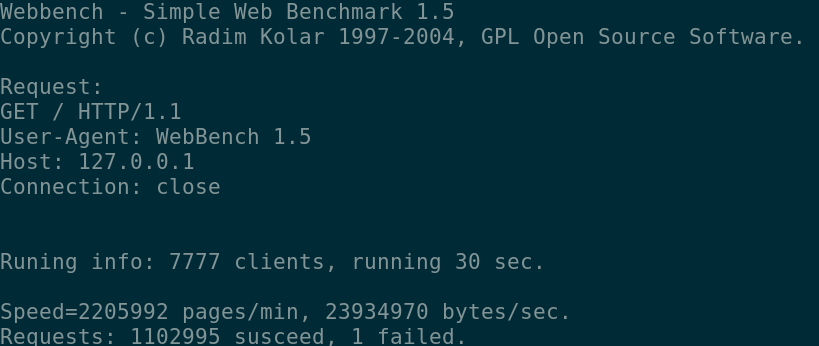 Webbench - Simple Web Benchmark 1.5
Copyright (c) Radim Kolar 1997-2004, GPL Open Source Software.
Request:
GET / HTTP/1.1
User-Agent: WebBench 1.5
Host: 127.0.0.1
Connection: close
Runing info: 7777 clients, running 30 sec.
Speed=2205992 pages/min, 23934970 bytes/sec.
Requests: 1102995 susceed, 1 failed.